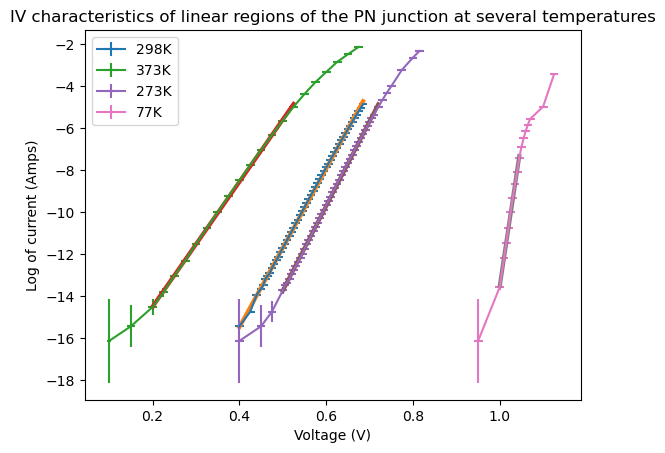 IV characteristics of linear regions of the PN junction at several temperatures
298K
373K
273K
77K
Log of current (Amps)
−2
−4
−6
−8
−10
−12
−14
−16
−18
0.2
0.4
0.6
0.8
1.0
Voltage (V)